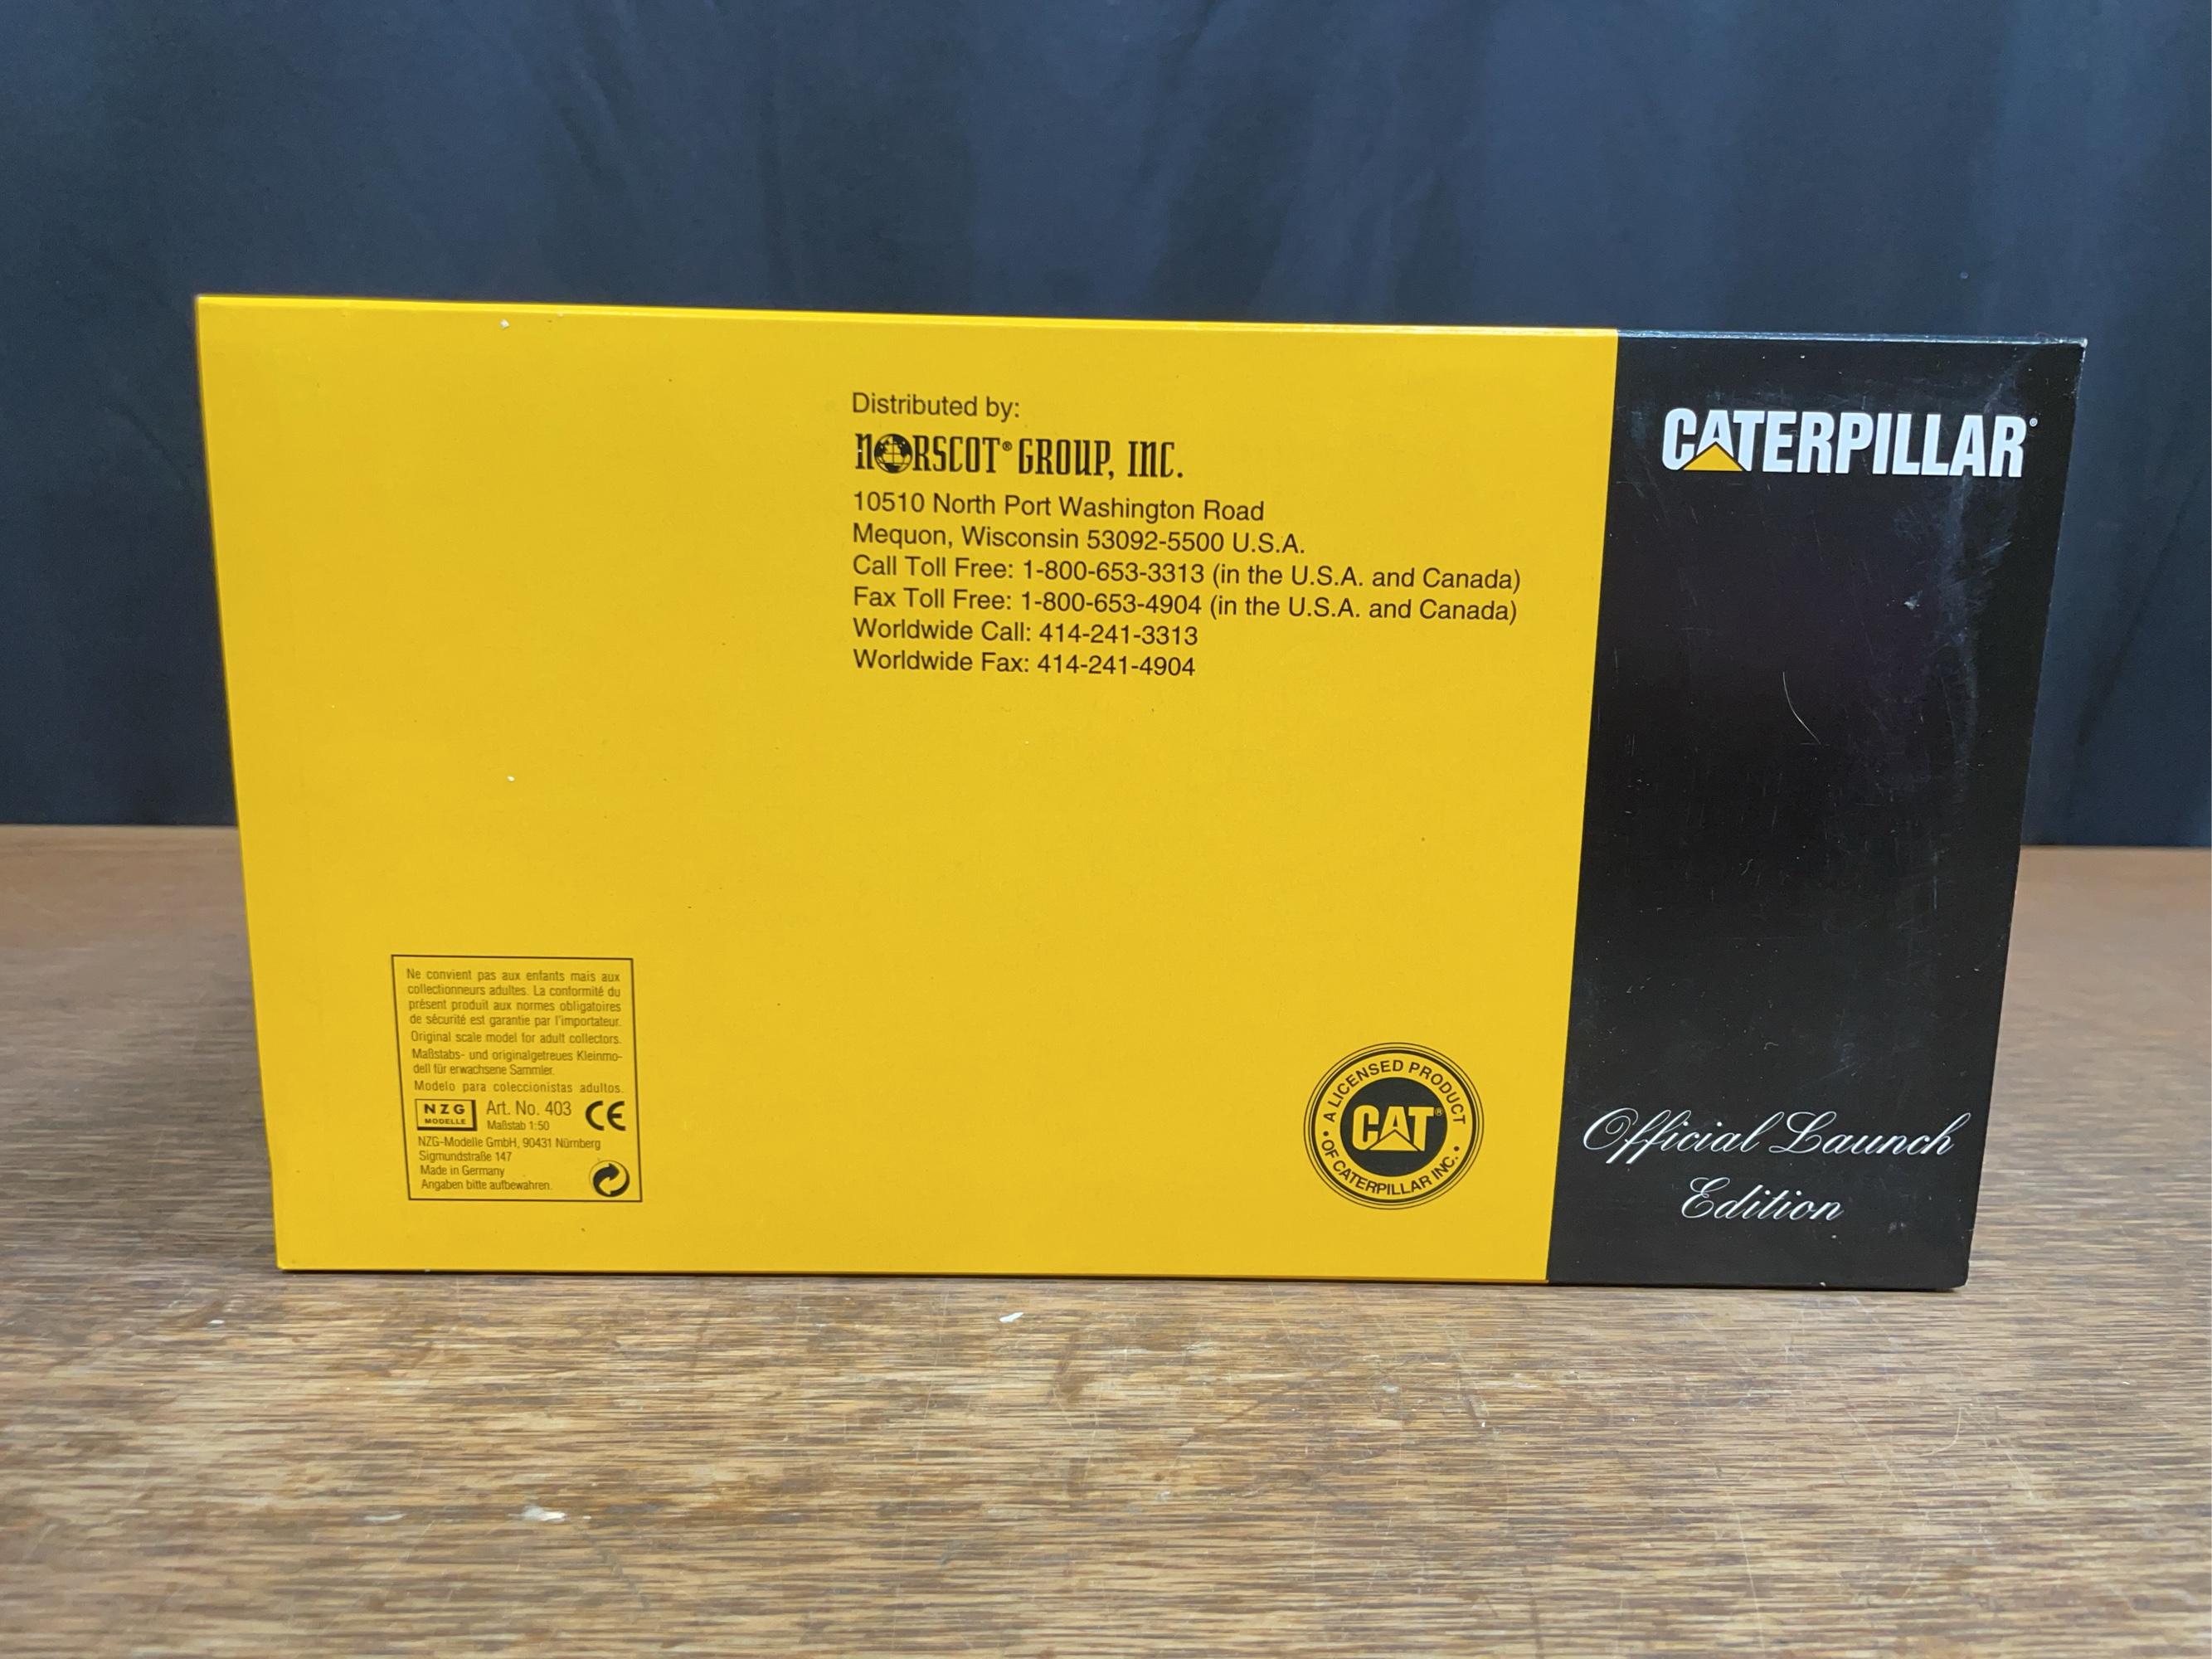 Distributed by:
NORSCOT® GROUP, INC.
10510 North Port Washington Road
Mequon, Wisconsin 53092-5500 U.S.A.
Call Toll Free: 1-800-653-3313 (in the U.S.A. and Canada)
Fax Toll Free: 1-800-653-4904 (in the U.S.A. and Canada)
Worldwide Call: 414-241-3313
Worldwide Fax: 414-241-4904
CATERPILLAR®
Ne convient pas aux enfants mais aux
collectionneurs adultes. La conformité du
présent produit aux normes obligatoires
de sécurité est garantie par l'importateur.
Original scale model for adult collectors.
Maßstabs- und originalgetreues Kleinmo-
dell für erwachsene Sammler.
Modelo para coleccionistas adultos.
NZG
MODELLE
Art. No. 403
Maßstab 1:50
CE
NZG-Modelle GmbH, 90431 Nürnberg
Sigmundstraße 147
Made in Germany
Angaben bitte aufbewahren.
• A LICENSED PRODUCT •
CAT®
OF CATERPILLAR INC.
Official Launch
Edition